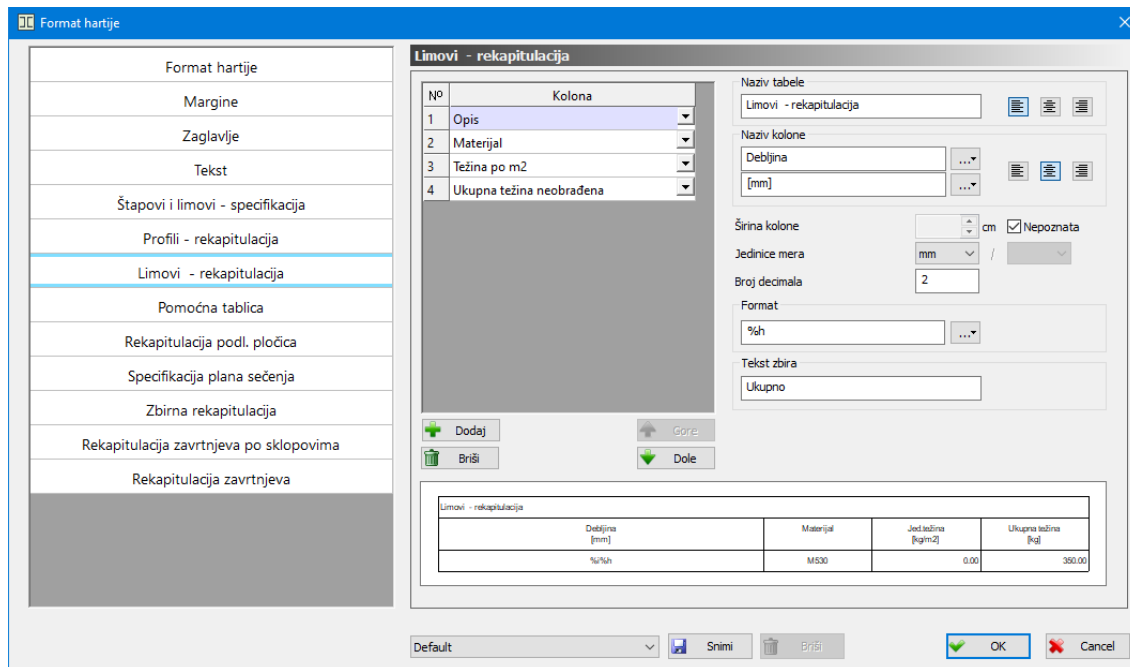 Format hartije
Format hartije
Margine
Zaglavlje
Tekst
Štapovi i limovi - specifikacija
Profili - rekapitulacija
Limovi - rekapitulacija
Pomoćna tablica
Rekapitulacija podl. pločica
Specifikacija plana sečenja
Zbirna rekapitulacija
Rekapitulacija zavrtnjeva po sklopovima
Rekapitulacija zavrtnjeva
Limovi - rekapitulacija
Nº Kolona
1 Opis
2 Materijal
3 Težina po m2
4 Ukupna težina neobrađena
Dodaj Gore
Briši Dole
Naziv tabele
Limovi - rekapitulacija
Naziv kolone
Debljina ...
[mm] ...
Širina kolone cm Nepoznata
Jedinice mera mm /
Broj decimala 2
Format
%h ...
Tekst zbira
Ukupno
Limovi - rekapitulacija
Debljina Materijal Jed.težina Ukupna težina
[mm] [kg/m2] [kg]
%i/%h M530 0.00 350.00
Default Snimi Briši OK Cancel